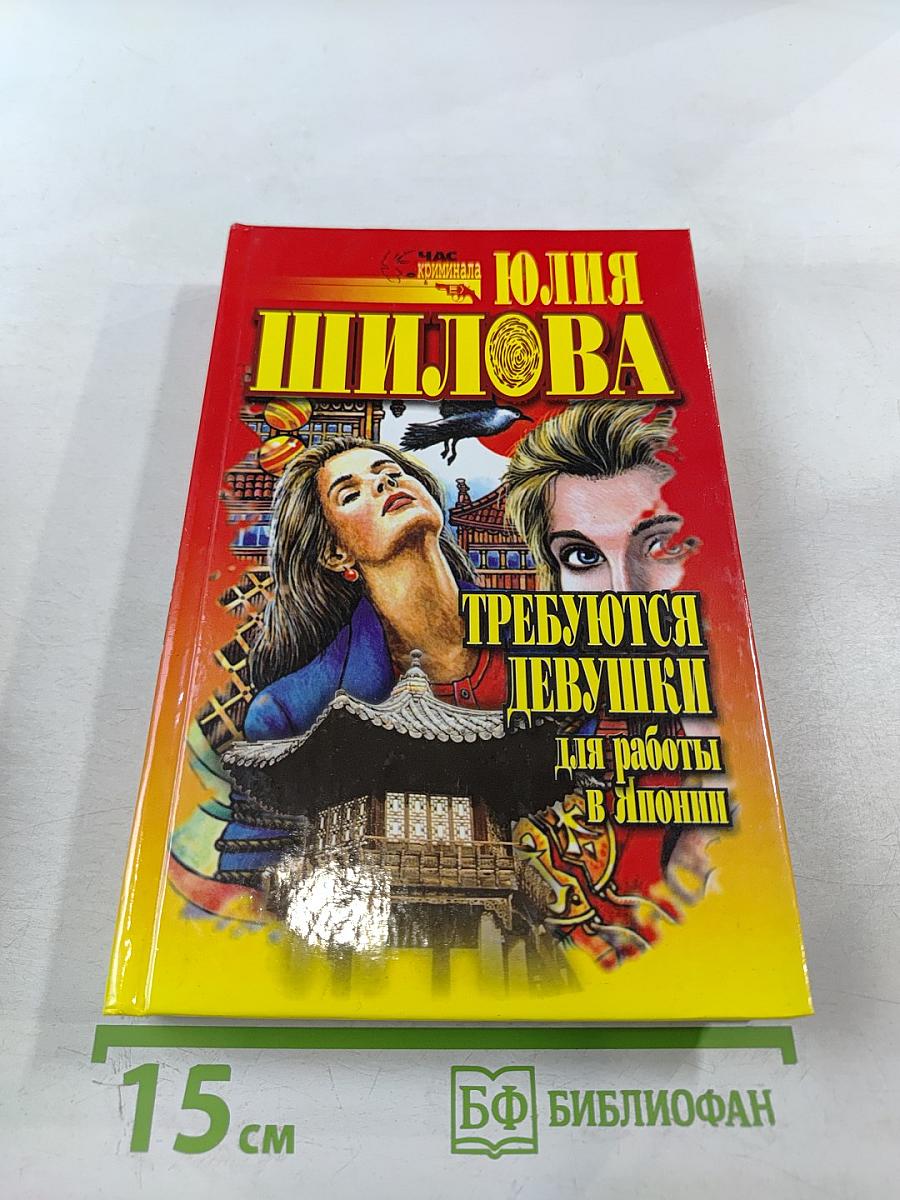 ЧАС
криминала
ЮЛИЯ
ШИЛОВА
ТРЕБУЮТСЯ
ДЕВУШКИ
для работы
в Японии
15 см
БФ БИБЛИОФАН